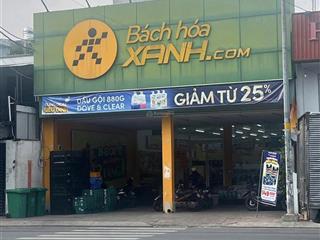 Bách hóa
XANH.COM
DẦU GỘI 880G
DOVE & CLEAR
GIẢM TỪ 25%